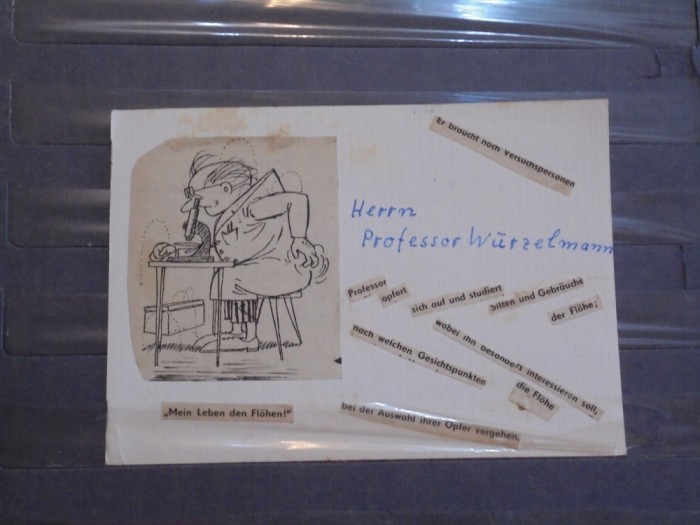 Er braucht noch Versuchspersonen
Herrn
Professor Würzelmann
Professor
opfert
sich auf und studiert
Sitten und Gebräuche
der Flöhe;
wobei ihn besonders interessieren soll,
nach welchen Gesichtspunkten
die Flöhe
bei der Auswahl ihrer Opfer vorgehen.
„Mein Leben den Flöhen!"